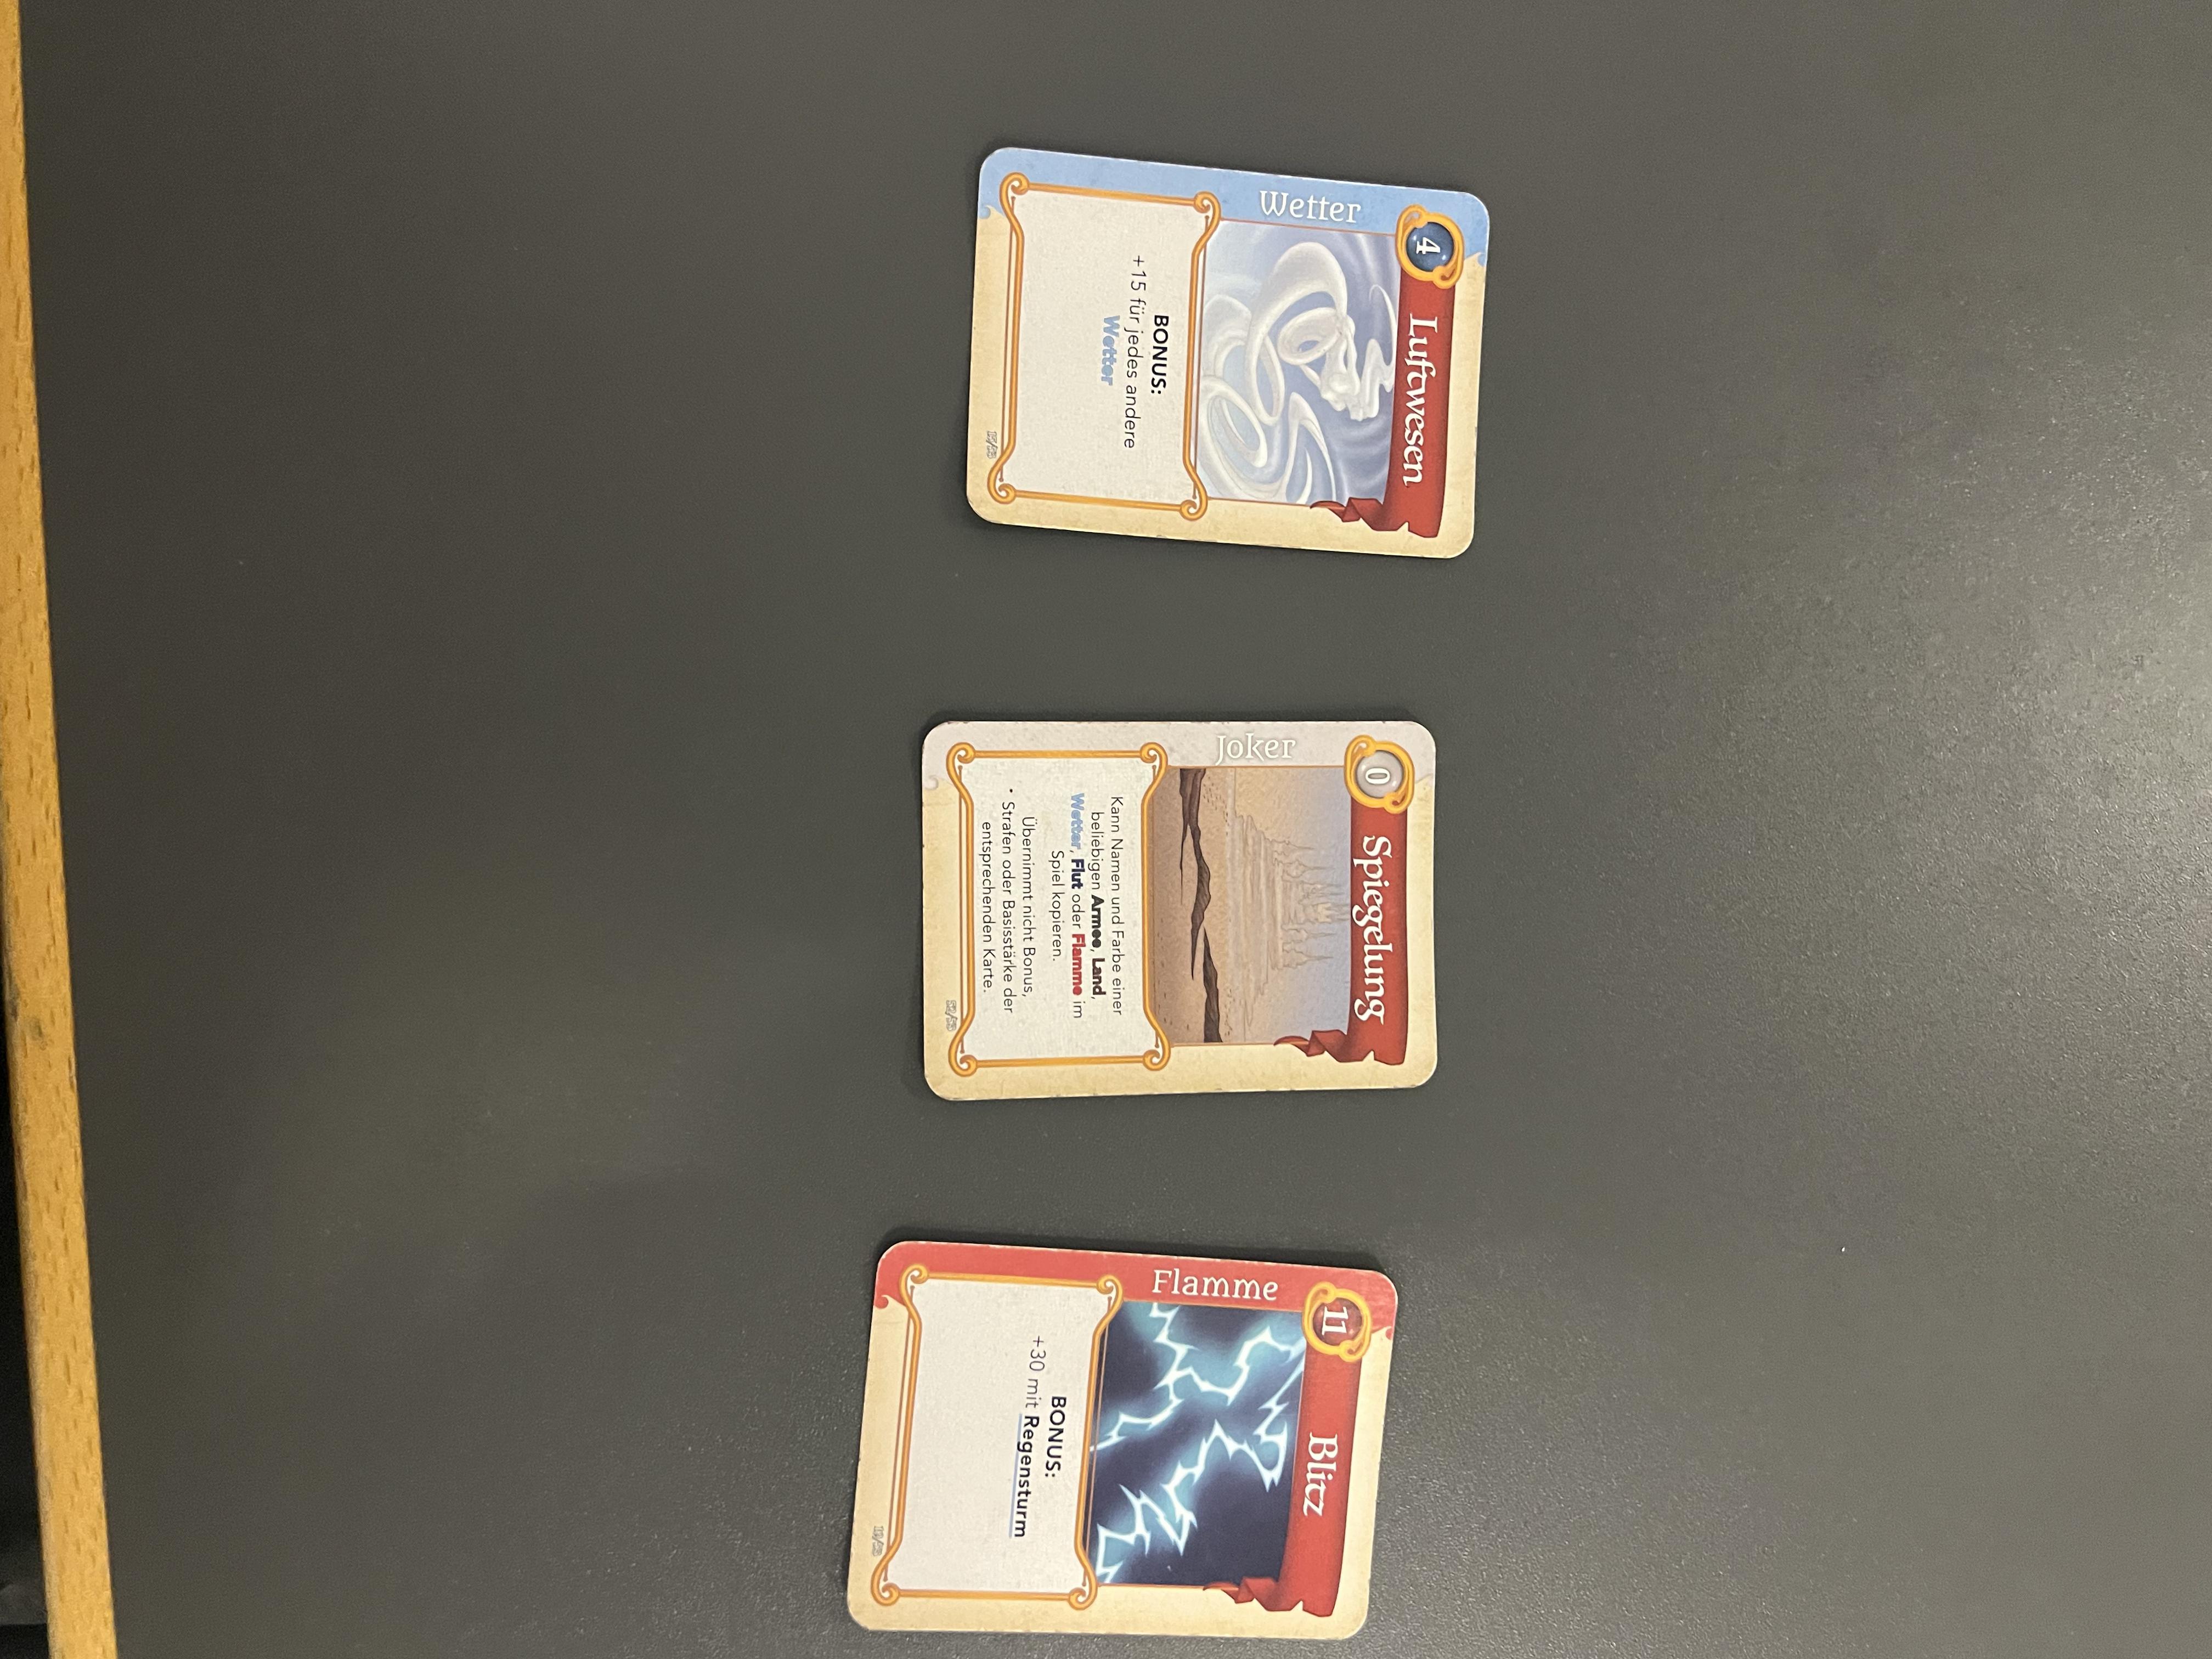 4
Luftwesen
Wetter
BONUS:
+15 für jedes andere
Wetter
0
Spiegelung
Joker
Kann Namen und Farbe einer
beliebigen Armee, Land,
Wetter, Flut oder Flamme im
Spiel kopieren.
Übernimmt nicht Bonus,
• Strafen oder Basisstärke der
entsprechenden Karte.
52/53
11
Blitz
Flamme
BONUS:
+30 mit Regensturm